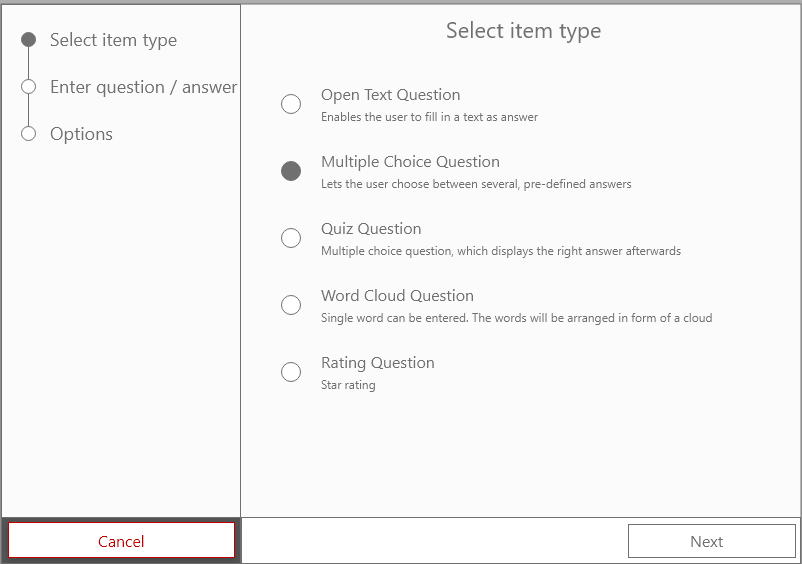 Select item type
Enter question / answer
Options
Select item type
Open Text Question
Enables the user to fill in a text as answer
Multiple Choice Question
Lets the user choose between several, pre-defined answers
Quiz Question
Multiple choice question, which displays the right answer afterwards
Word Cloud Question
Single word can be entered. The words will be arranged in form of a cloud
Rating Question
Star rating
Cancel
Next